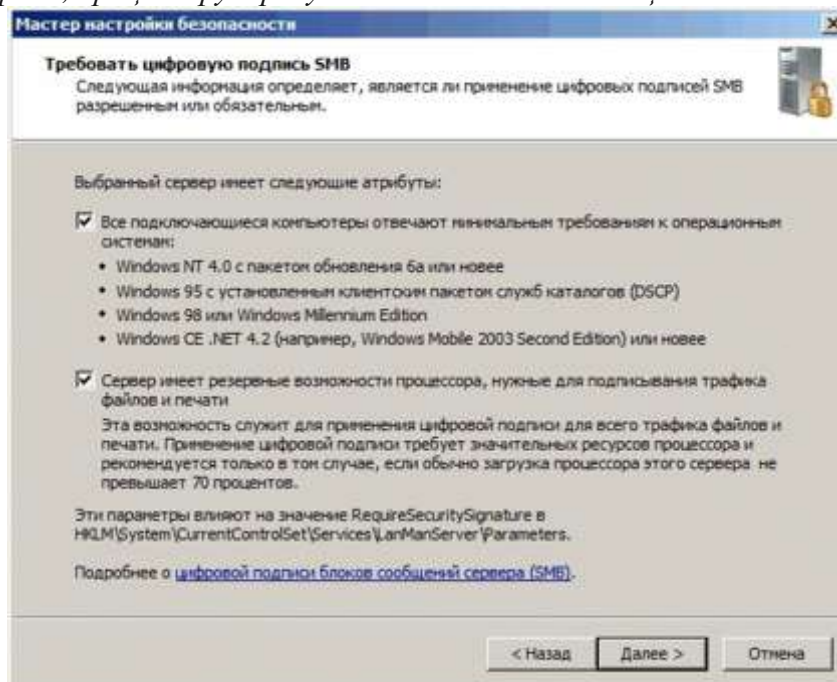 Мастер настройки безопасности
Требовать цифровую подпись SMB
Следующая информация определяет, является ли применение цифровых подписей SMB
разрешенным или обязательным.
Выбранный сервер имеет следующие атрибуты:
Все подключающиеся компьютеры отвечают минимальным требованиям к операционным
системам:
• Windows NT 4.0 с пакетом обновления 6a или новее
• Windows 95 с установленным клиентским пакетом служб каталогов (DSCP)
• Windows 98 или Windows Millennium Edition
• Windows CE .NET 4.2 (например, Windows Mobile 2003 Second Edition) или новее
Сервер имеет резервные возможности процессора, нужные для подписывания трафика
файлов и печати
Эта возможность служит для применения цифровой подписи для всего трафика файлов и
печати. Применение цифровой подписи требует значительных ресурсов процессора и
рекомендуется только в том случае, если обычно загрузка процессора этого сервера не
превышает 70 процентов.
Эти параметры влияют на значение RequireSecuritySignature в
HKLM\System\CurrentControlSet\Services\LanManServer\Parameters.
Подробнее о цифровой подписи блоков сообщений сервера (SMB).
< Назад Далее > Отмена